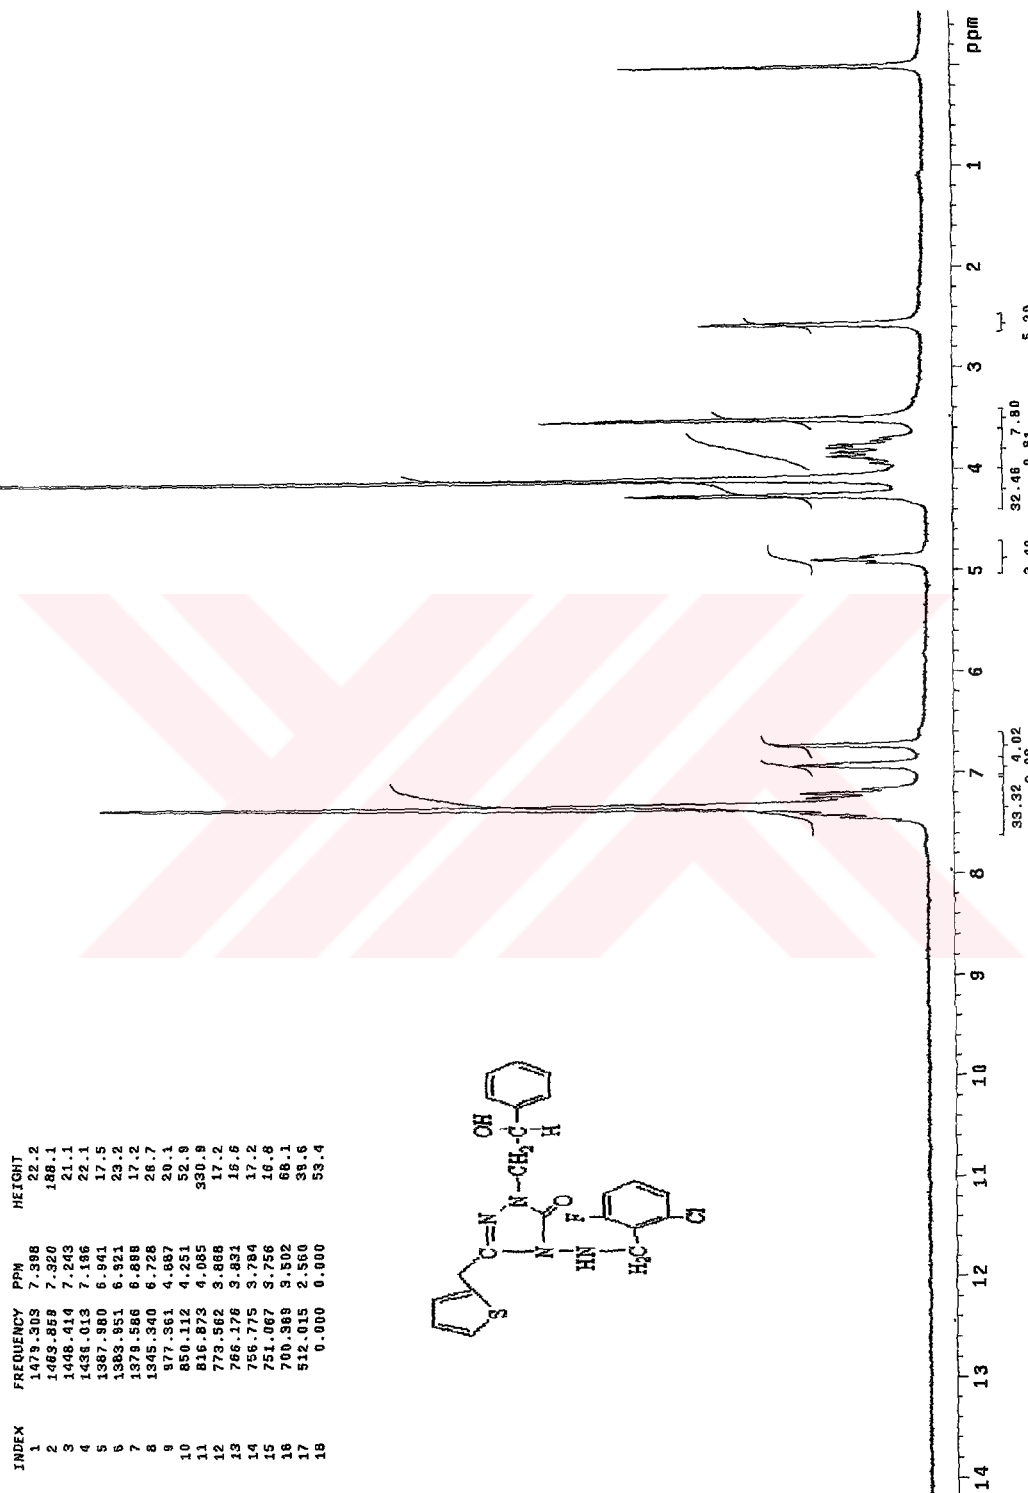 INDEX FREQUENCY PPM HEIGHT
1 1479.303 7.398 22.2
2 1463.858 7.320 188.1
3 1448.414 7.243 21.1
4 1436.013 7.196 22.1
5 1387.980 6.941 17.5
6 1383.951 6.921 23.2
7 1379.586 6.898 17.2
8 1345.340 6.728 26.7
9 977.361 4.887 20.1
10 850.112 4.251 52.9
11 816.873 4.085 330.9
12 773.562 3.868 17.2
13 766.176 3.831 16.6
14 756.775 3.784 17.2
15 751.067 3.756 16.8
16 700.389 3.502 68.1
17 512.015 2.560 39.6
18 0.000 0.000 53.4
S
C=N
N-CH₂-C
OH
H
N
O
HN
H₂C
F
Cl
14 13 12 11 10 9 8 7 6 5 4 3 2 1 ppm
33.32 4.02 32.46 7.80